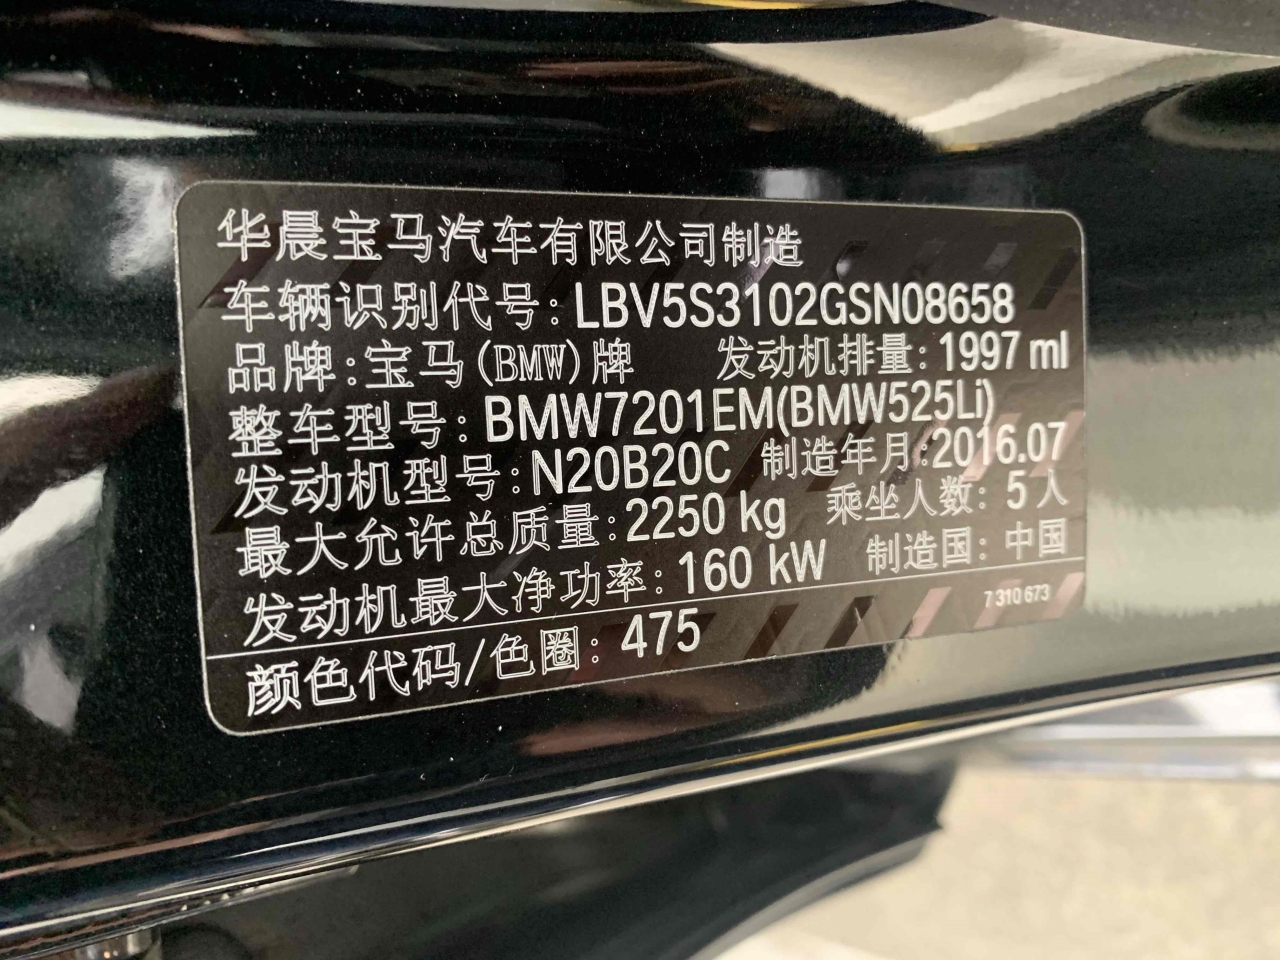 华晨宝马汽车有限公司制造
车辆识别代号：LBV5S3102GSN08658
品牌：宝马(BMW)牌 发动机排量：1997 ml
整车型号：BMW7201EM(BMW525Li)
发动机型号：N20B20C 制造年月：2016.07
最大允许总质量：2250 kg 乘坐人数：5人
发动机最大净功率：160 kW 制造国：中国
7 310 673
颜色代码/色圈：475